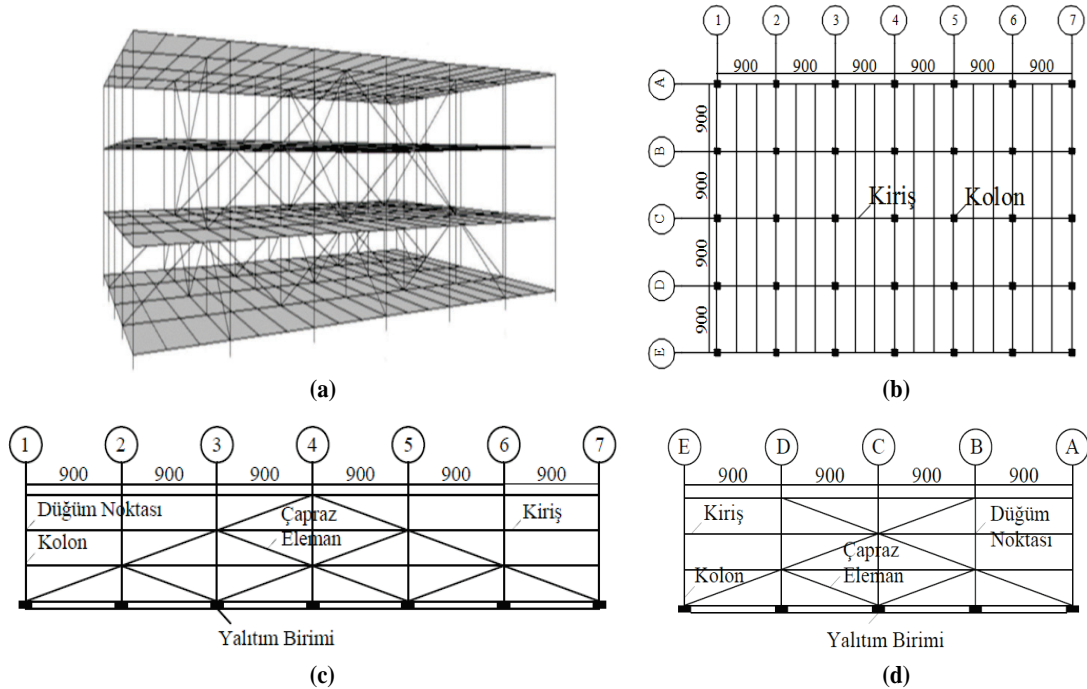 1 2 3 4 5 6 7
900 900 900 900 900 900
A
900
B
900
C
Kiriş Kolon
900
D
900
E
(a)
(b)
1 2 3 4 5 6 7
900 900 900 900 900 900
Düğüm Noktası
Çapraz
Eleman
Kiriş
Kolon
Yalıtım Birimi
(c)
E D C B A
900 900 900 900
Kiriş
Düğüm
Noktası
Çapraz
Eleman
Kolon
Yalıtım Birimi
(d)